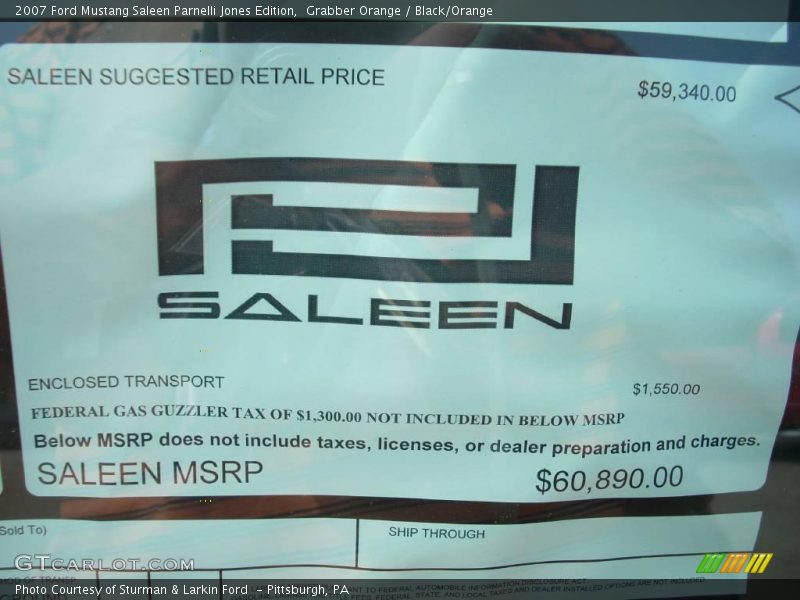 2007 Ford Mustang Saleen Parnelli Jones Edition, Grabber Orange / Black/Orange
SALEEN SUGGESTED RETAIL PRICE $59,340.00
SALEEN
ENCLOSED TRANSPORT $1,550.00
FEDERAL GAS GUZZLER TAX OF $1,300.00 NOT INCLUDED IN BELOW MSRP
Below MSRP does not include taxes, licenses, or dealer preparation and charges.
SALEEN MSRP $60,890.00
Sold To) SHIP THROUGH
GTcarlot.com
Photo Courtesy of Sturman & Larkin Ford - Pittsburgh, PA